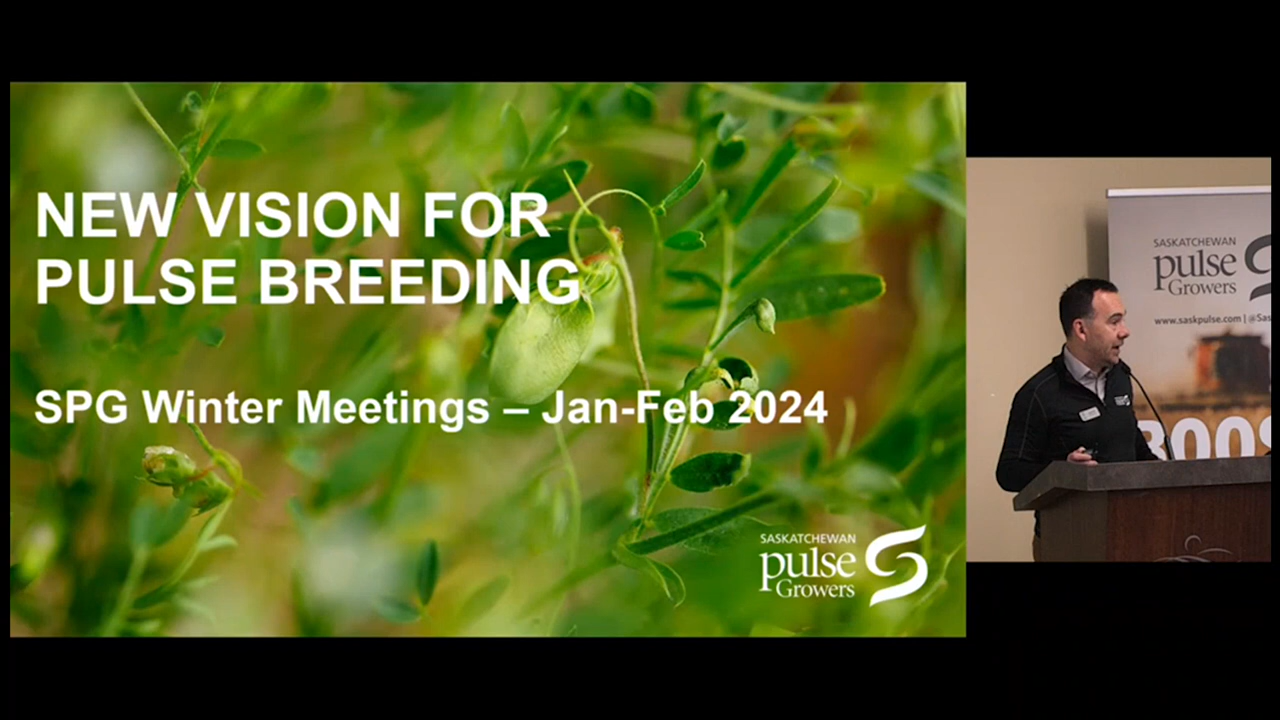 NEW VISION FOR
PULSE BREEDING
SPG Winter Meetings – Jan-Feb 2024
SASKATCHEWAN
pulse
Growers
SASKATCHEWAN
pulse
Growers
www.saskpulse.com | @Sas